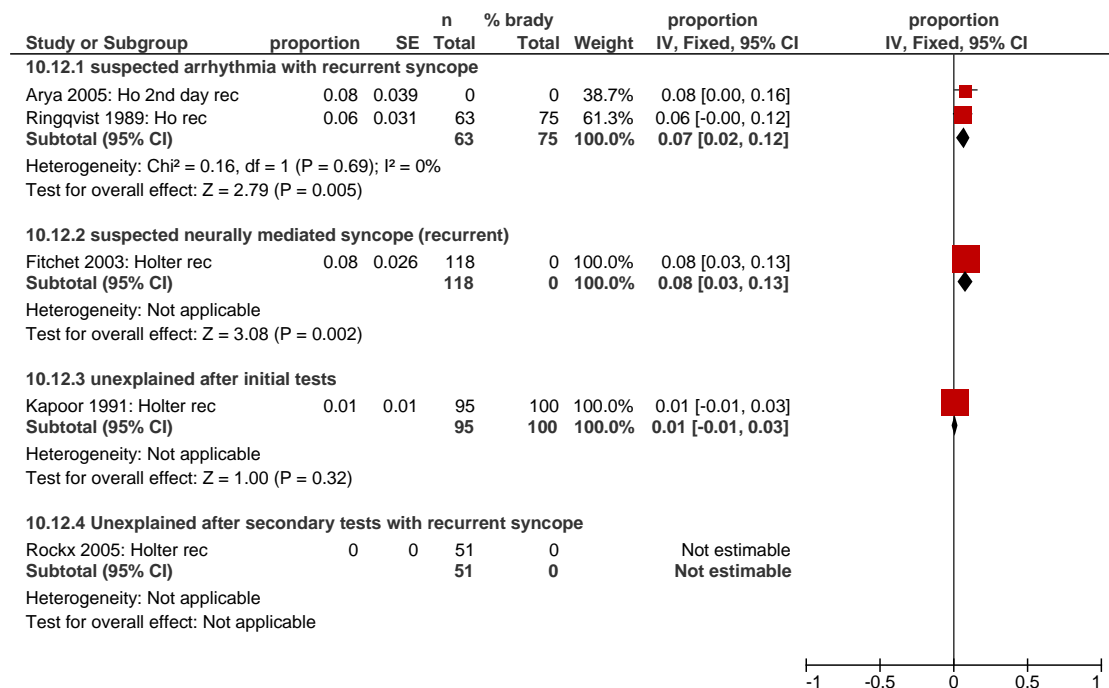 n % brady proportion proportion
Study or Subgroup proportion SE Total Total Weight IV, Fixed, 95% CI IV, Fixed, 95% CI
10.12.1 suspected arrhythmia with recurrent syncope
Arya 2005: Ho 2nd day rec 0.08 0.039 0 0 38.7% 0.08 [0.00, 0.16]
Ringqvist 1989: Ho rec 0.06 0.031 63 75 61.3% 0.06 [-0.00, 0.12]
Subtotal (95% CI) 63 75 100.0% 0.07 [0.02, 0.12]
Heterogeneity: Chi² = 0.16, df = 1 (P = 0.69); I² = 0%
Test for overall effect: Z = 2.79 (P = 0.005)
10.12.2 suspected neurally mediated syncope (recurrent)
Fitchet 2003: Holter rec 0.08 0.026 118 0 100.0% 0.08 [0.03, 0.13]
Subtotal (95% CI) 118 0 100.0% 0.08 [0.03, 0.13]
Heterogeneity: Not applicable
Test for overall effect: Z = 3.08 (P = 0.002)
10.12.3 unexplained after initial tests
Kapoor 1991: Holter rec 0.01 0.01 95 100 100.0% 0.01 [-0.01, 0.03]
Subtotal (95% CI) 95 100 100.0% 0.01 [-0.01, 0.03]
Heterogeneity: Not applicable
Test for overall effect: Z = 1.00 (P = 0.32)
10.12.4 Unexplained after secondary tests with recurrent syncope
Rockx 2005: Holter rec 0 0 51 0 Not estimable
Subtotal (95% CI) 51 0 Not estimable
Heterogeneity: Not applicable
Test for overall effect: Not applicable
-1 -0.5 0 0.5 1